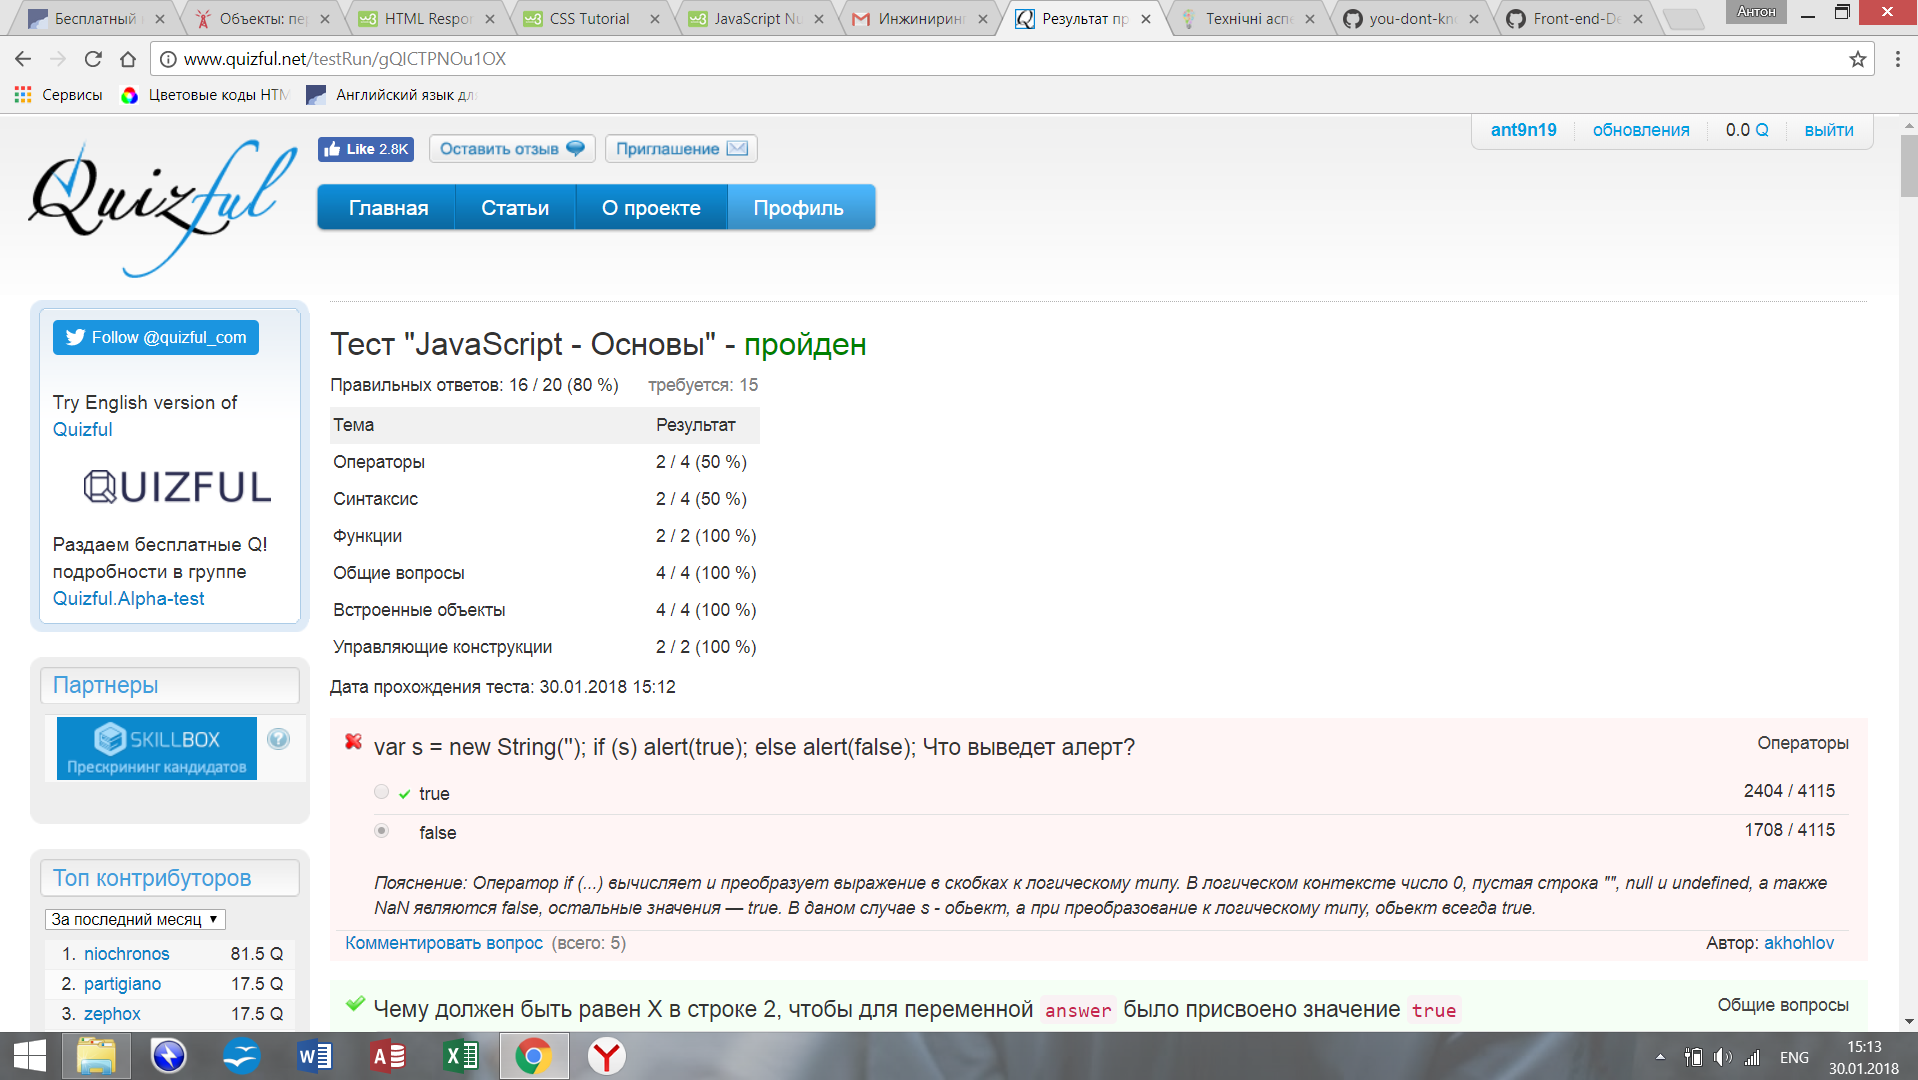 Бесплатный
Объекты: пе
HTML Respo
CSS Tutorial
JavaScript Nu
Инжиниринг
Результат пр
Технічні аспе
you-dont-kn
Front-end-De
Антон
www.quizful.net/testRun/gQICTPNOu1OX
Сервисы
Цветовые коды HTM
Английский язык дл
Quizful
Like 2.8K
Оставить отзыв
Приглашение
ant9n19
обновления
0.0 Q
выйти
Главная
Статьи
О проекте
Профиль
Follow @quizful_com
Try English version of
Quizful
QUIZFUL
Раздаем бесплатные Q!
подробности в группе
Quizful.Alpha-test
Партнеры
SKILLBOX
Прескрининг кандидатов
?
Топ контрибуторов
За последний месяц
1. niochronos 81.5 Q
2. partigiano 17.5 Q
3. zephox 17.5 Q
Тест "JavaScript - Основы" - пройден
Правильных ответов: 16 / 20 (80 %) требуется: 15
Тема Результат
Операторы 2 / 4 (50 %)
Синтаксис 2 / 4 (50 %)
Функции 2 / 2 (100 %)
Общие вопросы 4 / 4 (100 %)
Встроенные объекты 4 / 4 (100 %)
Управляющие конструкции 2 / 2 (100 %)
Дата прохождения теста: 30.01.2018 15:12
var s = new String(''); if (s) alert(true); else alert(false); Что выведет алерт?
Операторы
true 2404 / 4115
false 1708 / 4115
Пояснение: Оператор if (...) вычисляет и преобразует выражение в скобках к логическому типу. В логическом контексте число 0, пустая строка "", null и undefined, а также
NaN являются false, остальные значения — true. В даном случае s - обьект, а при преобразование к логическому типу, обьект всегда true.
Комментировать вопрос (всего: 5)
Автор: akhohlov
Чему должен быть равен X в строке 2, чтобы для переменной answer было присвоено значение true
Общие вопросы
ENG
15:13
30.01.2018